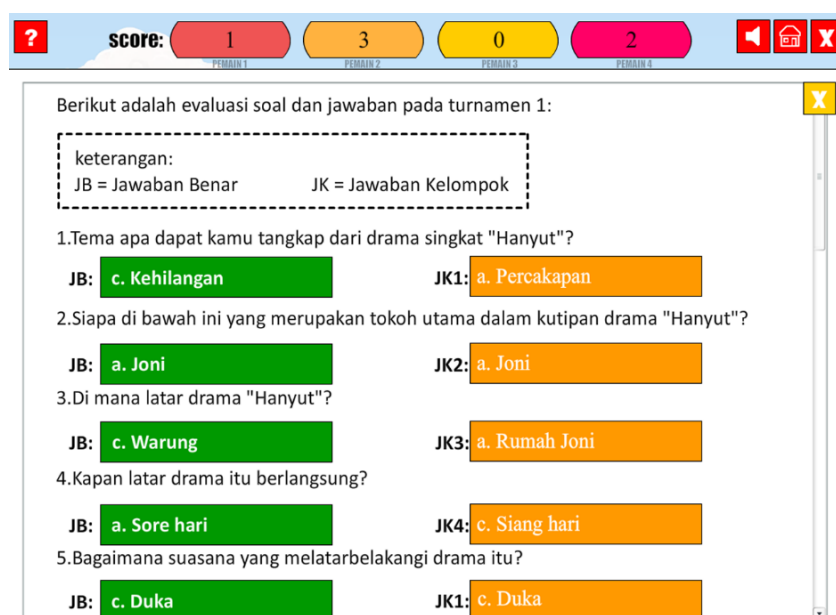 ?
score: 1 3 0 2
PEMAIN 1 PEMAIN 2 PEMAIN 3 PEMAIN 4
X
X
Berikut adalah evaluasi soal dan jawaban pada turnamen 1:
keterangan:
JB = Jawaban Benar JK = Jawaban Kelompok
1.Tema apa dapat kamu tangkap dari drama singkat "Hanyut"?
JB: c. Kehilangan JK1: a. Percakapan
2.Siapa di bawah ini yang merupakan tokoh utama dalam kutipan drama "Hanyut"?
JB: a. Joni JK2: a. Joni
3.Di mana latar drama "Hanyut"?
JB: c. Warung JK3: a. Rumah Joni
4.Kapan latar drama itu berlangsung?
JB: a. Sore hari JK4: c. Siang hari
5.Bagaimana suasana yang melatarbelakangi drama itu?
JB: c. Duka JK1: c. Duka